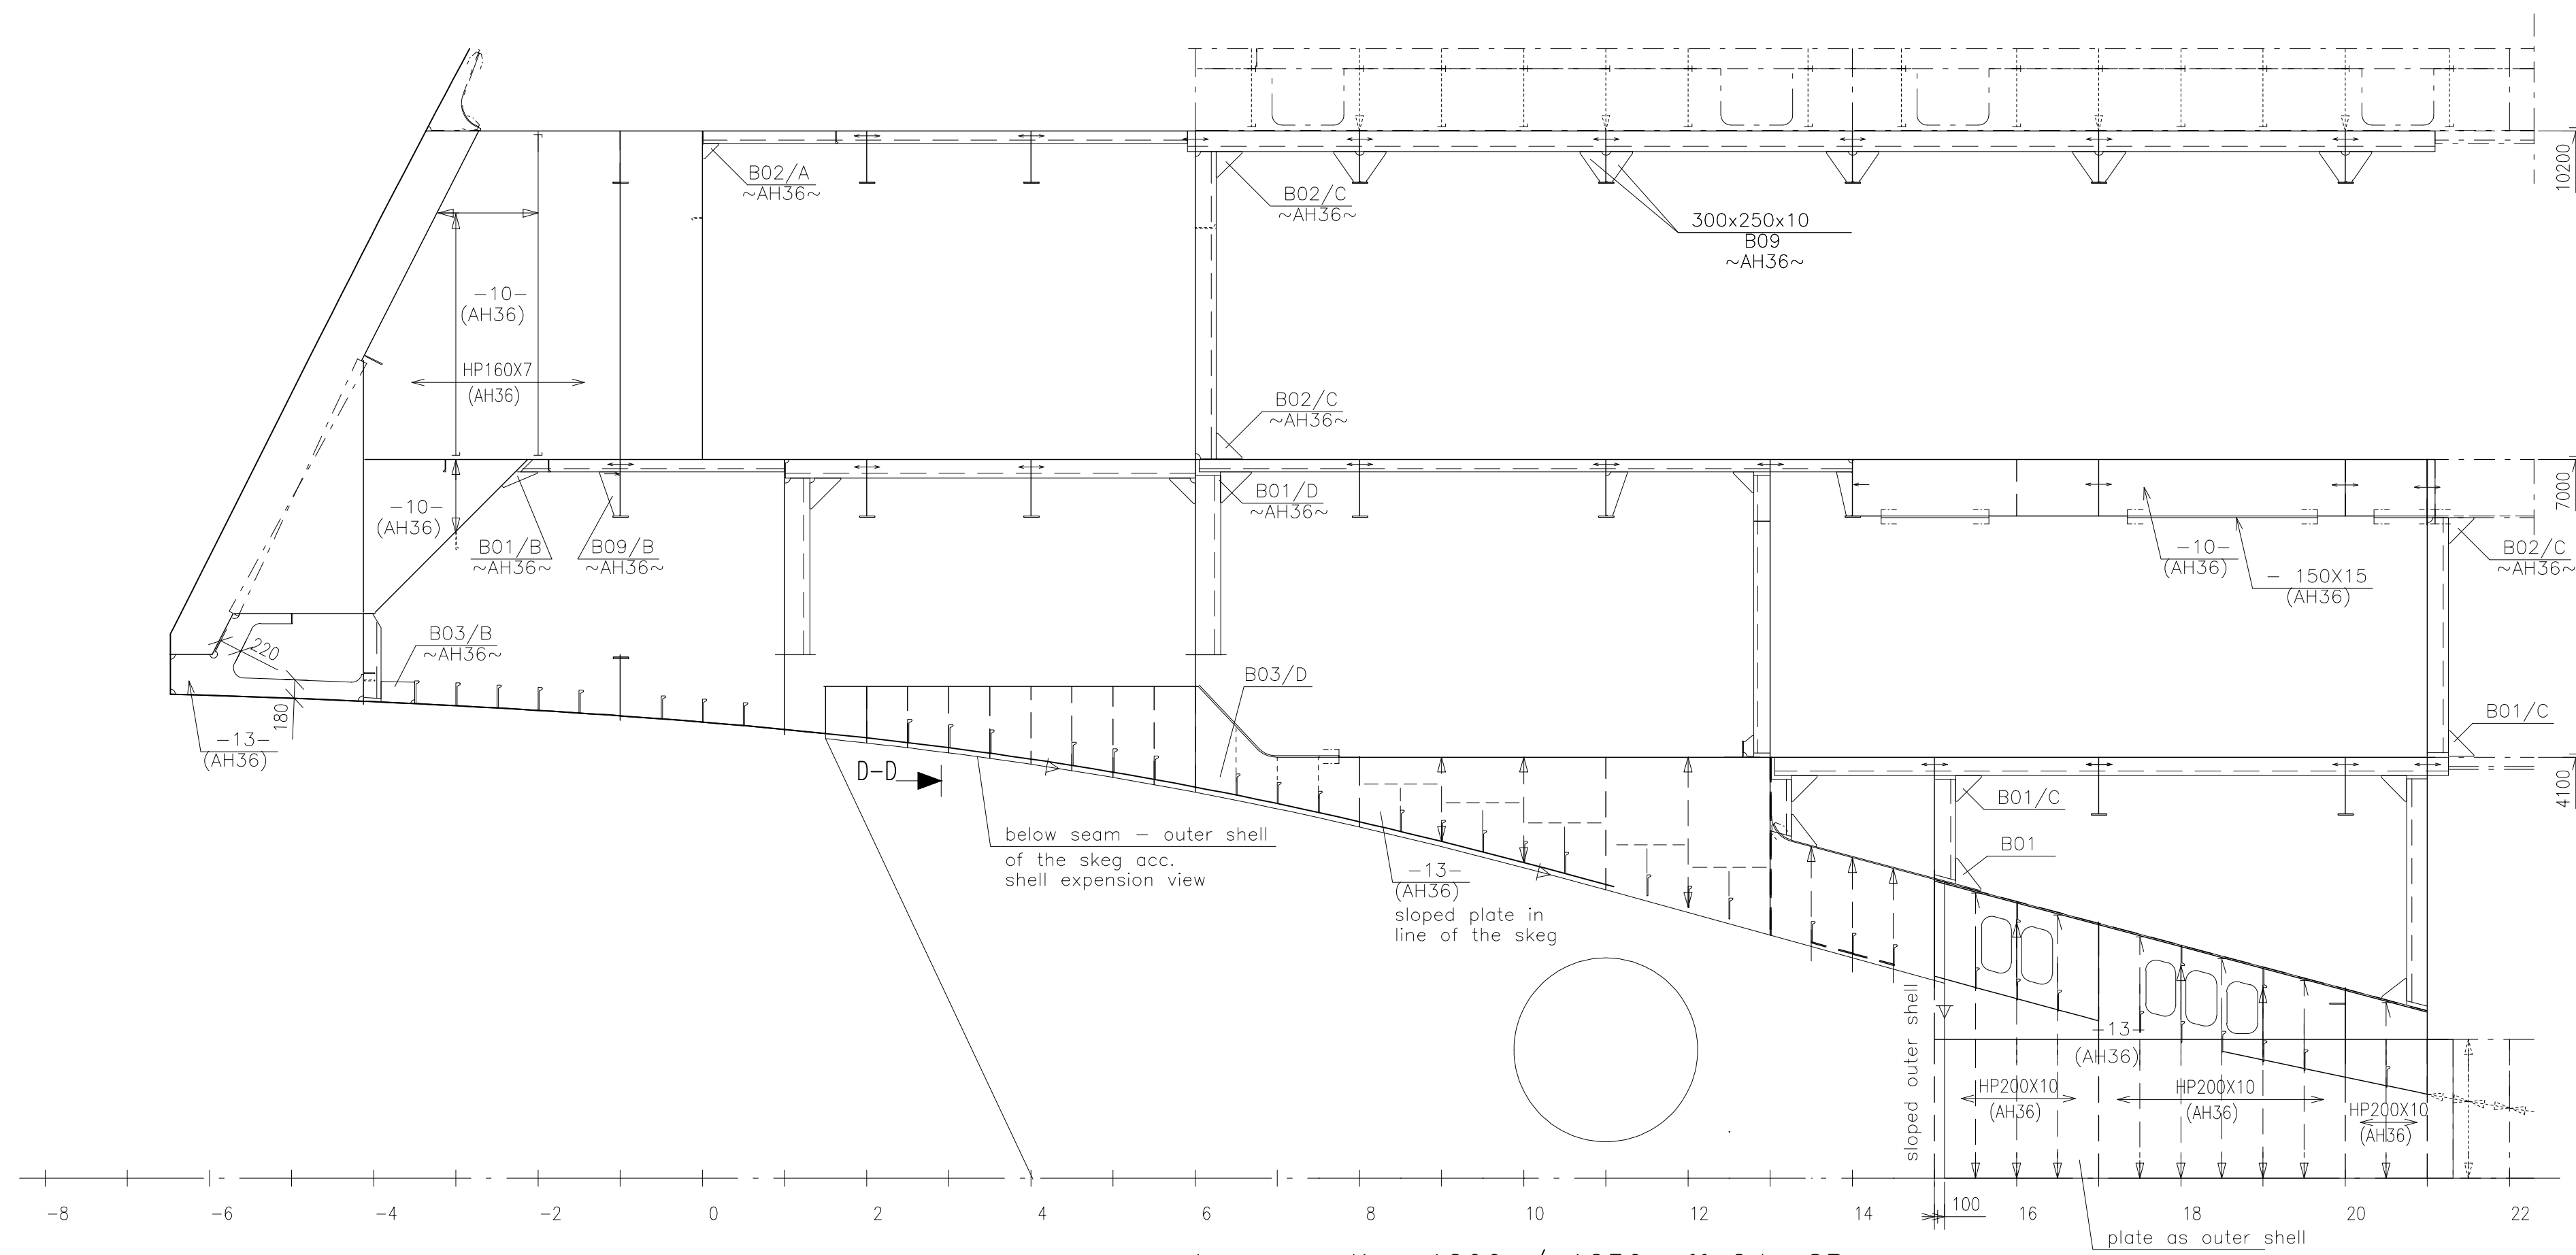 10200
B02/A
~AH36~
B02/C
~AH36~
300x250x10
B09
~AH36~
-10-
(AH36)
HP160X7
(AH36)
B02/C
~AH36~
7000
-10-
(AH36)
B01/B
~AH36~
B09/B
~AH36~
B01/D
~AH36~
-10-
(AH36)
- 150X15
(AH36)
B02/C
~AH36~
220
B03/B
~AH36~
180
-13-
(AH36)
B03/D
B01/C
D-D
4100
B01/C
B01
below seam - outer shell
of the skeg acc.
shell expension view
-13-
(AH36)
sloped plate in
line of the skeg
sloped outer shell
-13-
(AH36)
HP200X10
(AH36)
HP200X10
(AH36)
HP200X10
(AH36)
100
-8 -6 -4 -2 0 2 4 6 8 10 12 14 16 18 20 22
plate as outer shell